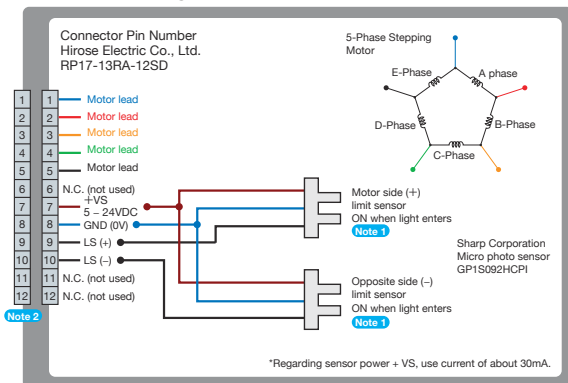 Connector Pin Number
Hirose Electric Co., Ltd.
RP17-13RA-12SD
5-Phase Stepping
Motor
E-Phase
A phase
D-Phase
B-Phase
C-Phase
1 1 Motor lead
2 2 Motor lead
3 3 Motor lead
4 4 Motor lead
5 5 Motor lead
6 6 N.C. (not used)
7 7 +VS
5 – 24VDC
8 8 GND (0V)
9 9 LS (+)
10 10 LS (–)
11 11 N.C. (not used)
12 12 N.C. (not used)
Note 2
Motor side (+)
limit sensor
ON when light enters
Note 1
Sharp Corporation
Micro photo sensor
GP1S092HCPI
Opposite side (–)
limit sensor
ON when light enters
Note 1
*Regarding sensor power + VS, use current of about 30mA.